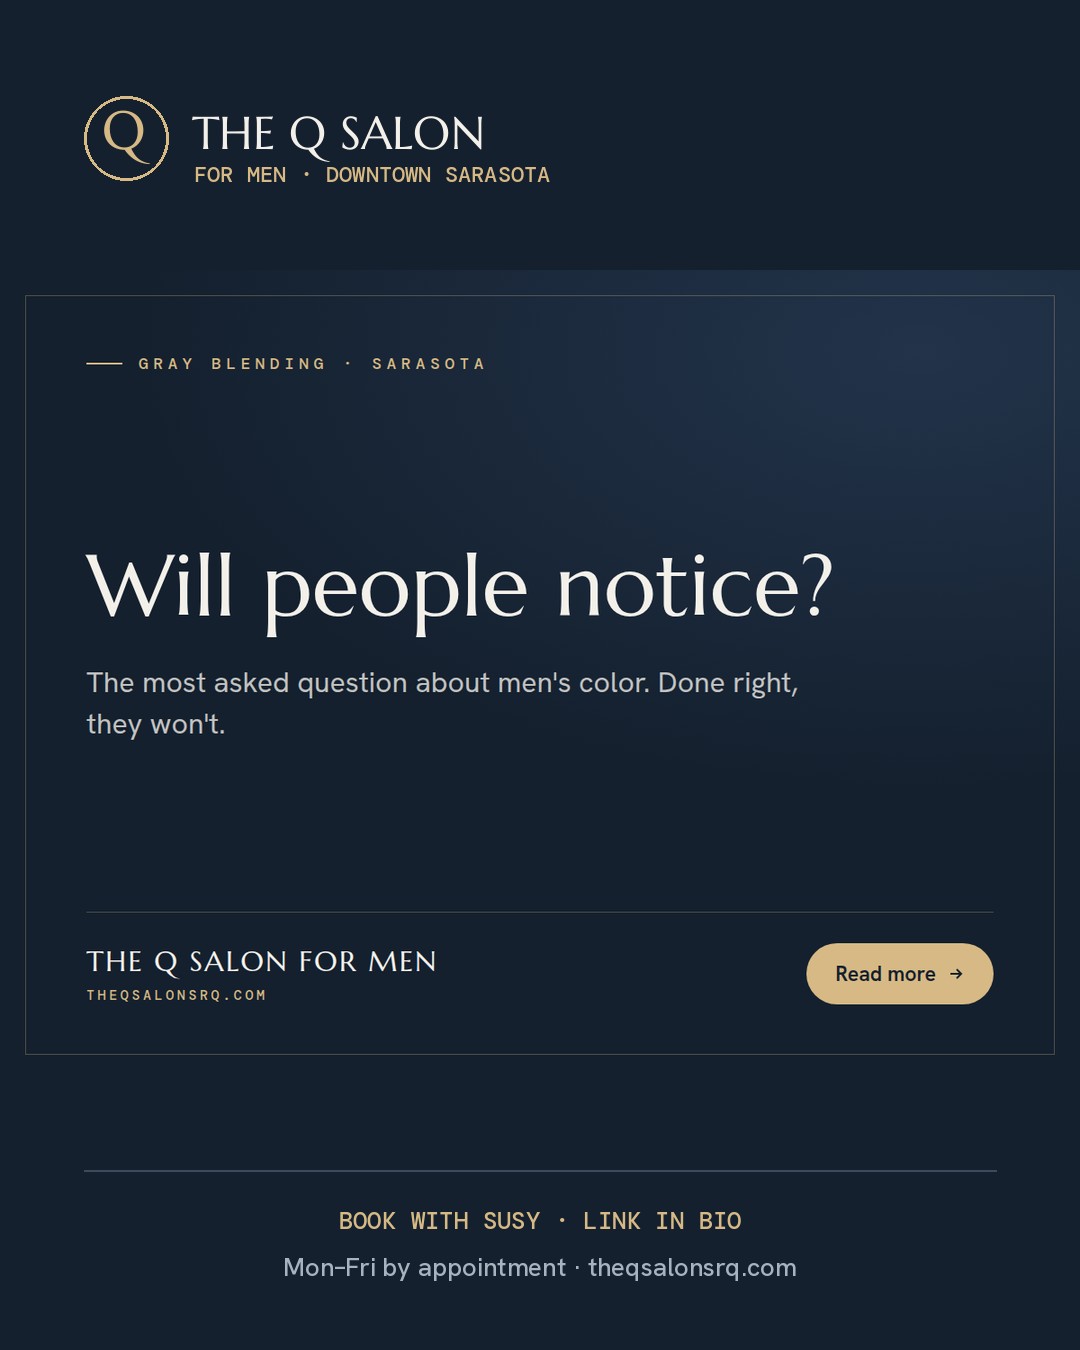 Q
THE Q SALON
FOR MEN · DOWNTOWN SARASOTA
GRAY BLENDING · SARASOTA
Will people notice?
The most asked question about men's color. Done right,
they won't.
THE Q SALON FOR MEN
THEQSALONSRQ.COM
Read more →
BOOK WITH SUSY · LINK IN BIO
Mon–Fri by appointment · theqsalonsrq.com